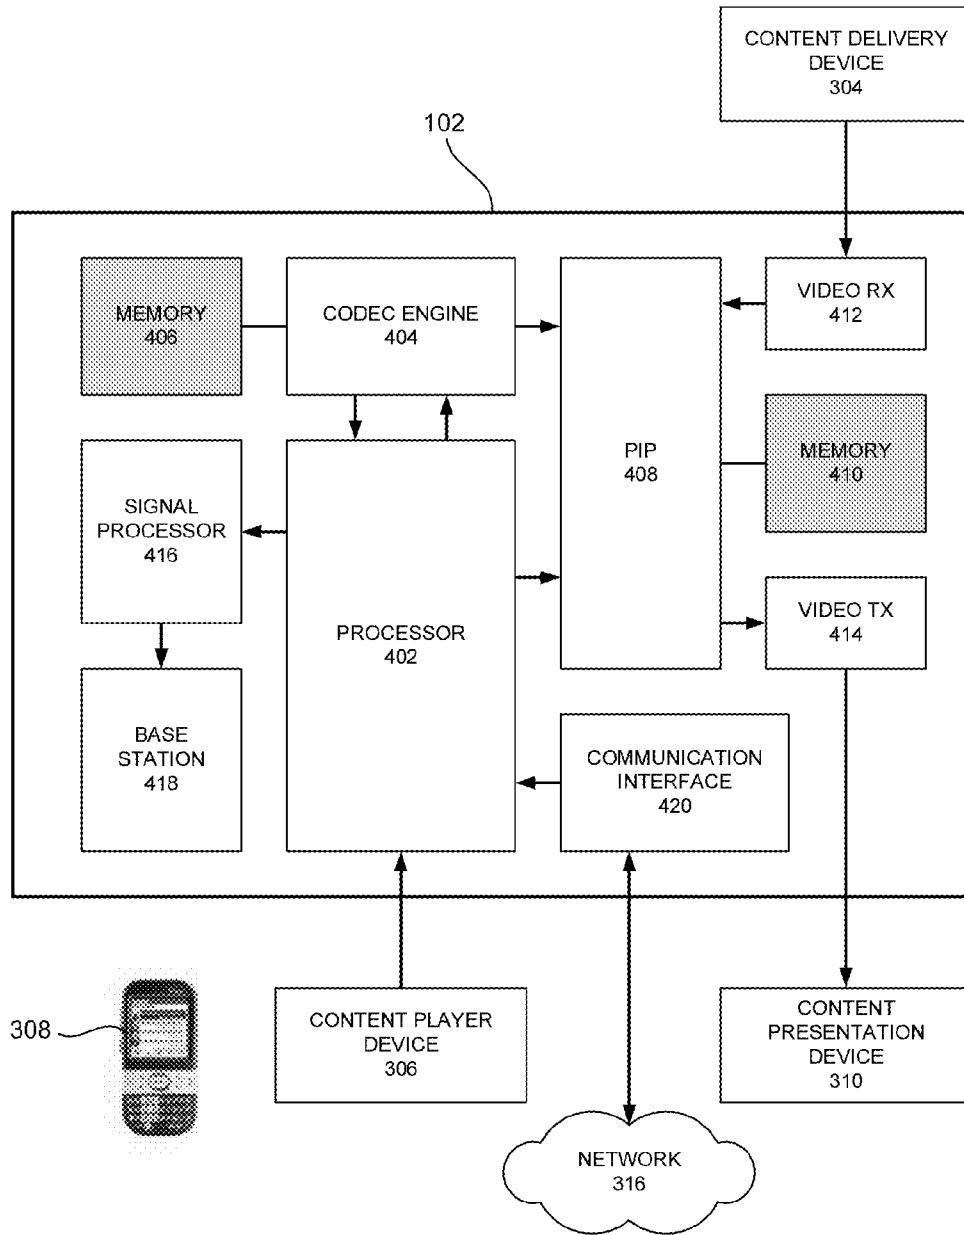 CONTENT DELIVERY
DEVICE
304
102
MEMORY
406
CODEC ENGINE
404
VIDEO RX
412
PIP
408
MEMORY
410
SIGNAL
PROCESSOR
416
PROCESSOR
402
VIDEO TX
414
BASE
STATION
418
COMMUNICATION
INTERFACE
420
308
CONTENT PLAYER
DEVICE
306
CONTENT
PRESENTATION
DEVICE
310
NETWORK
316